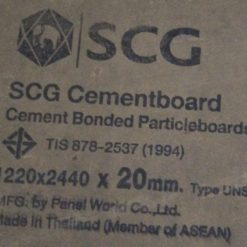 SCG
SCG Cementboard
Cement Bonded Particleboards
TIS 878-2537 (1994)
1220x2440 x 20mm. Type UNS
MFG. by Panel World Co.,Ltd.
Made in Thailand (Member of ASEAN)